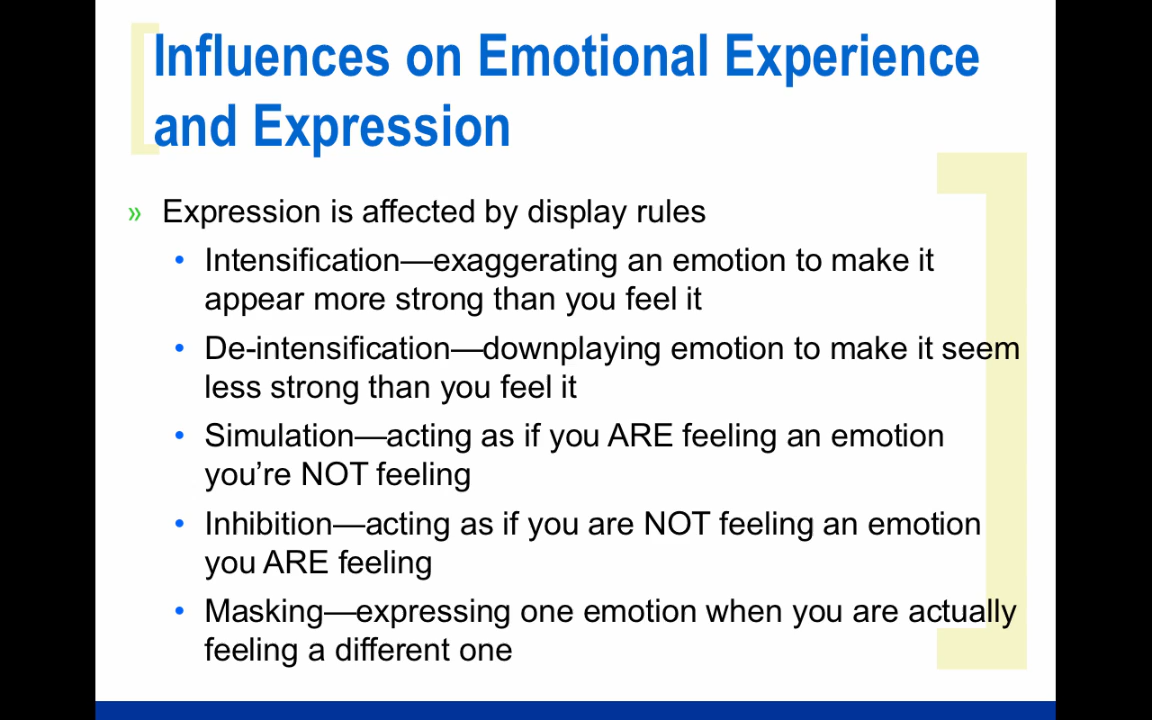 Influences on Emotional Experience
and Expression
» Expression is affected by display rules
• Intensification—exaggerating an emotion to make it
appear more strong than you feel it
• De-intensification—downplaying emotion to make it seem
less strong than you feel it
• Simulation—acting as if you ARE feeling an emotion
you’re NOT feeling
• Inhibition—acting as if you are NOT feeling an emotion
you ARE feeling
• Masking—expressing one emotion when you are actually
feeling a different one